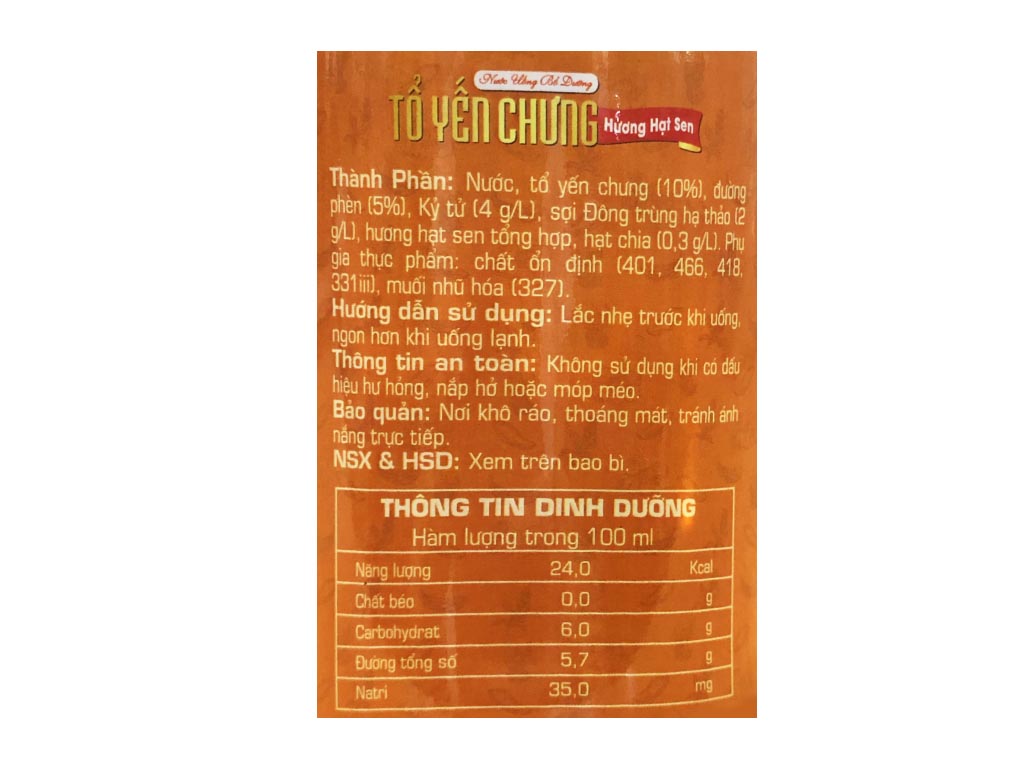 Nước Uống Bổ Dưỡng
TỔ YẾN CHƯNG Hương Hạt Sen
Thành Phần: Nước, tổ yến chưng (10%), đường
phèn (5%), Kỷ tử (4 g/L), sợi Đông trùng hạ thảo (2
g/L), hương hạt sen tổng hợp, hạt chia (0,3 g/L). Phụ
gia thực phẩm: chất ổn định (401, 466, 418,
331iii), muối nhũ hóa (327).
Hướng dẫn sử dụng: Lắc nhẹ trước khi uống,
ngon hơn khi uống lạnh.
Thông tin an toàn: Không sử dụng khi có dấu
hiệu hư hỏng, nắp hở hoặc móp méo.
Bảo quản: Nơi khô ráo, thoáng mát, tránh ánh
nắng trực tiếp.
NSX & HSD: Xem trên bao bì.
THÔNG TIN DINH DƯỠNG
Hàm lượng trong 100 ml
Năng lượng 24,0 Kcal
Chất béo 0,0 g
Carbohydrat 6,0 g
Đường tổng số 5,7 g
Natri 35,0 mg